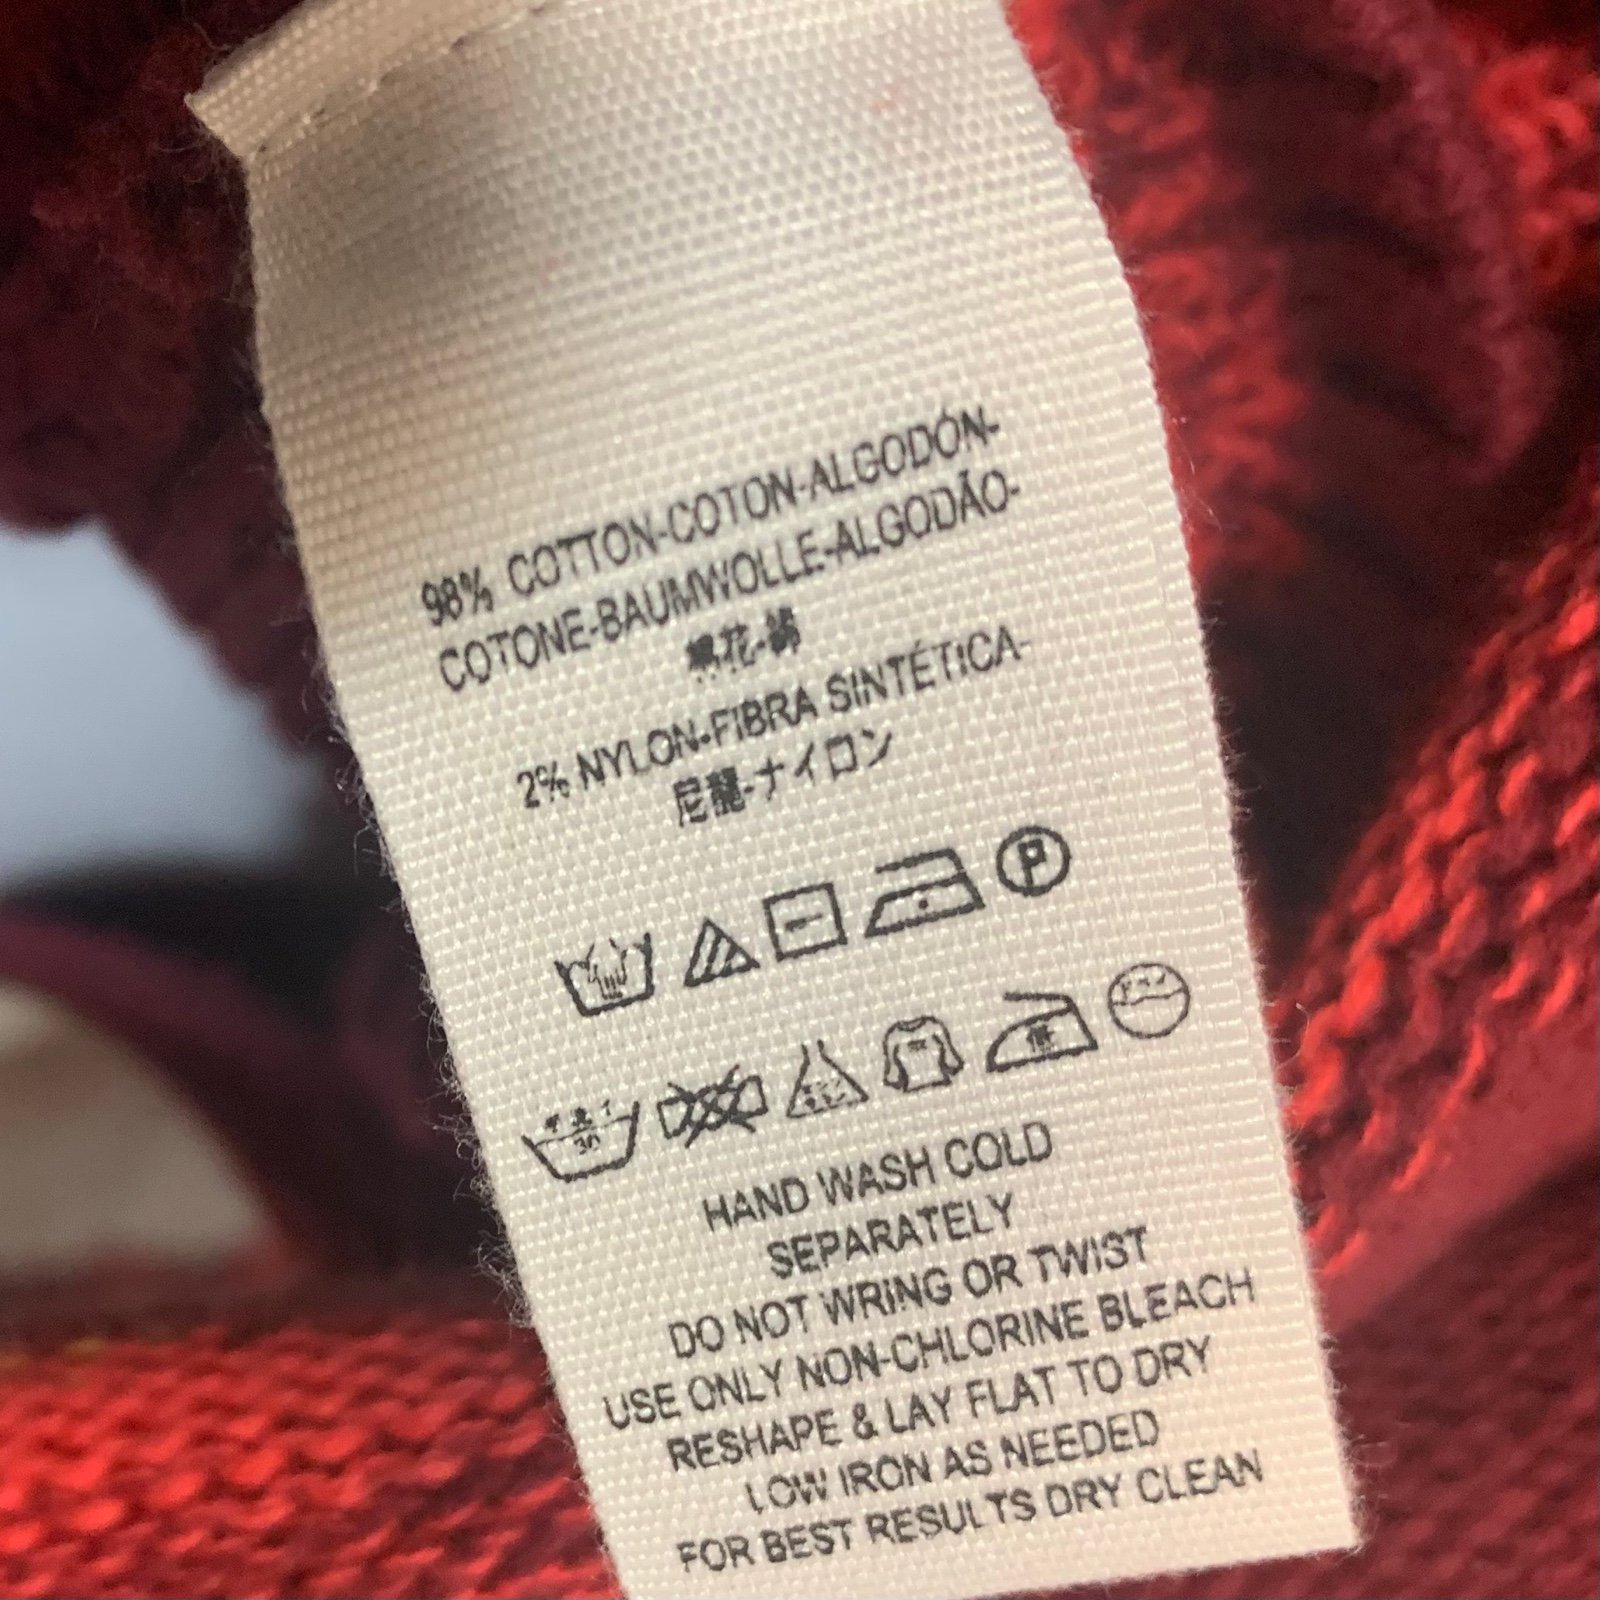 98% COTTON-COTON-ALGODÓN-
COTONE-BAUMWOLLE-ALGODÃO-
棉花-綿
2% NYLON-FIBRA SINTÉTICA-
尼龍-ナイロン
P
30
HAND WASH COLD
SEPARATELY
DO NOT WRING OR TWIST
USE ONLY NON-CHLORINE BLEACH
RESHAPE & LAY FLAT TO DRY
LOW IRON AS NEEDED
FOR BEST RESULTS DRY CLEAN